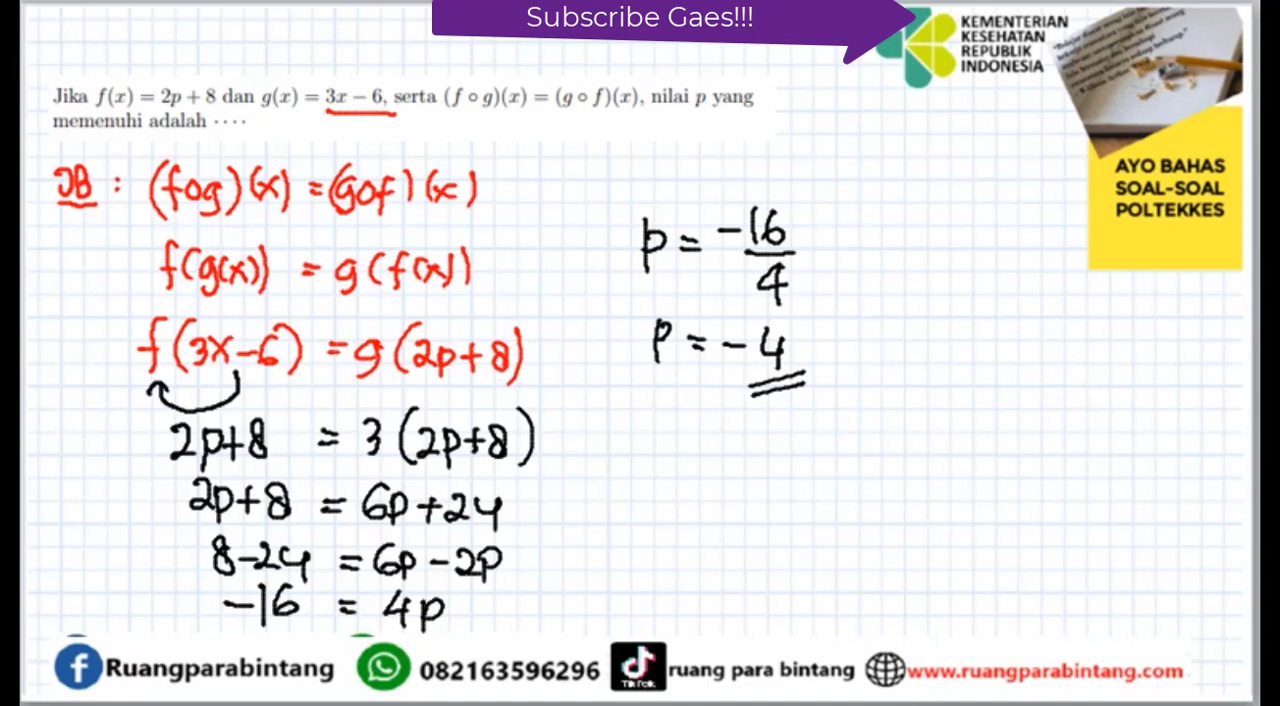 Subscribe Gaes!!!
KEMENTERIAN
KESEHATAN
REPUBLIK
INDONESIA
Jika f(x) = 2p + 8 dan g(x) = 3x − 6, serta (f ∘ g)(x) = (g ∘ f)(x), nilai p yang
memenuhi adalah ····
AYO BAHAS
SOAL-SOAL
POLTEKKES
JB : (fog)(x) = (gof)(x)
f(g(x)) = g(f(x))
f(3x-6) = g(2p+8)
2p+8 = 3(2p+8)
2p+8 = 6p+24
8-24 = 6p-2p
-16 = 4p
p = -16/4
p = -4
Ruangparabintang
082163596296
TikTok
ruang para bintang
www.ruangparabintang.com